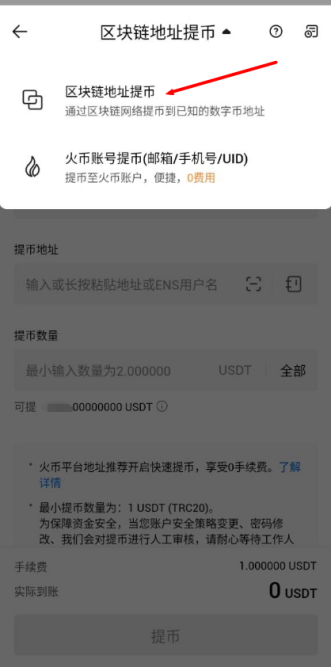 区块链地址提币
区块链地址提币
通过区块链网络提币到已知的数字币地址
火币账号提币(邮箱/手机号/UID)
提币至火币账户，便捷，0费用
提币地址
输入或长按粘贴地址或ENS用户名
提币数量
最小输入数量为2.000000 USDT 全部
可提 00000000 USDT
火币平台地址推荐开启快速提币，享受0手续费。了解
详情
最小提币数量为：1 USDT (TRC20)。
为保障资金安全，当您账户安全策略变更、密码修
改、我们会对提币进行人工审核，请耐心等待工作人
手续费 1.000000 USDT
实际到账 0 USDT
提币